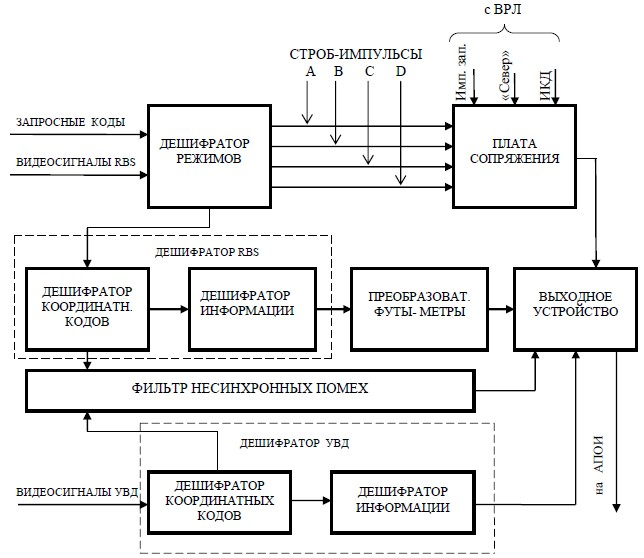 с ВРЛ
СТРОБ-ИМПУЛЬСЫ
A B C D
Имп. зап.
«Север»
ИКД
ЗАПРОСНЫЕ КОДЫ
ВИДЕОСИГНАЛЫ RBS
ДЕШИФРАТОР
РЕЖИМОВ
ПЛАТА
СОПРЯЖЕНИЯ
ДЕШИФРАТОР RBS
ДЕШИФРАТОР
КООРДИНАТН.
КОДОВ
ДЕШИФРАТОР
ИНФОРМАЦИИ
ПРЕОБРАЗОВАТ.
ФУТЫ- МЕТРЫ
ВЫХОДНОЕ
УСТРОЙСТВО
ФИЛЬТР НЕСИНХРОННЫХ ПОМЕХ
ДЕШИФРАТОР УВД
ВИДЕОСИГНАЛЫ УВД
ДЕШИФРАТОР
КООРДИНАТНЫХ
КОДОВ
ДЕШИФРАТОР
ИНФОРМАЦИИ
на АПОИ